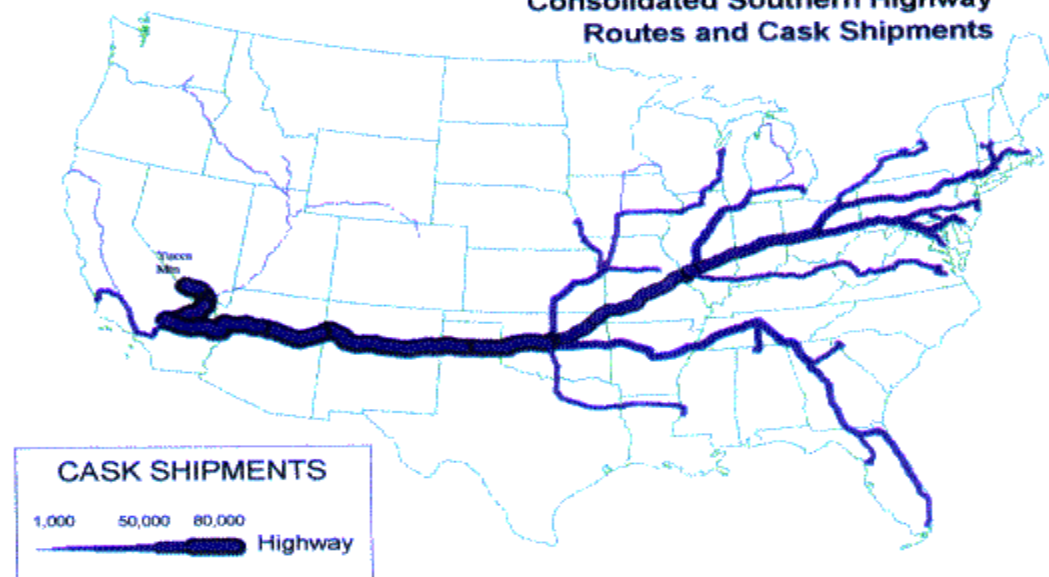 Consolidated Southern Highway
Routes and Cask Shipments
Yucca
Mtn
CASK SHIPMENTS
1,000 50,000 80,000
Highway